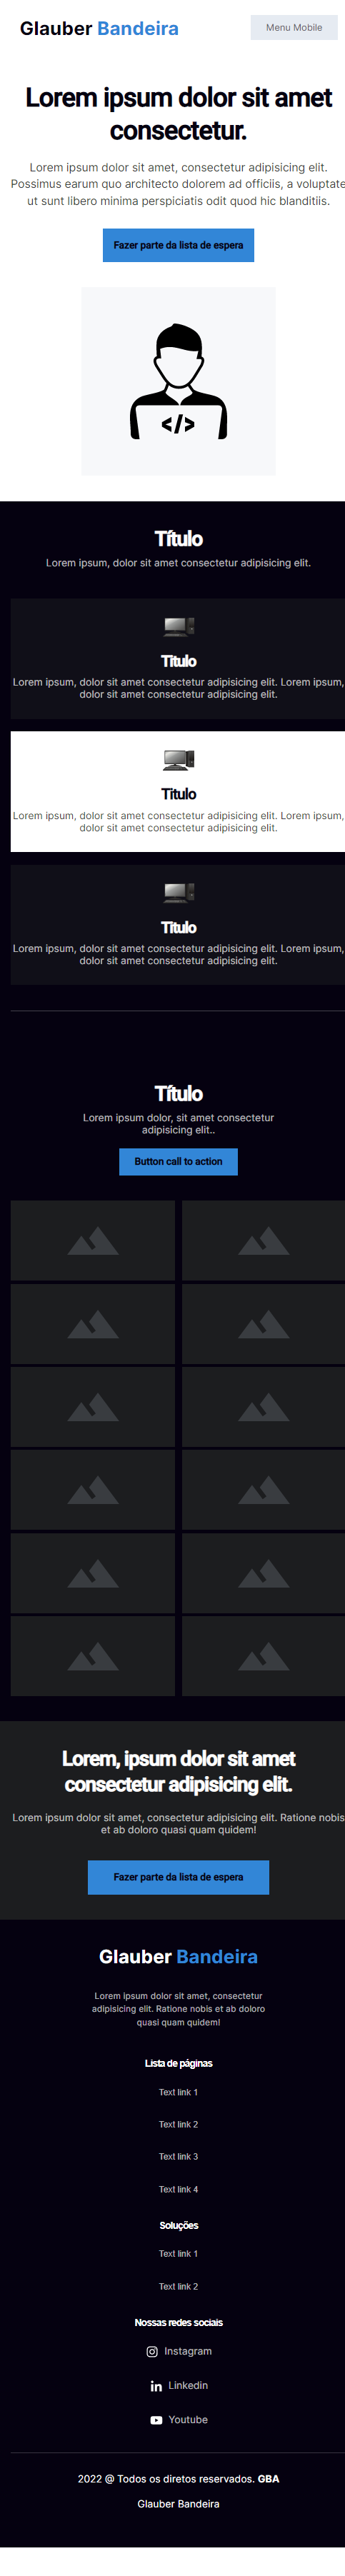 Glauber Bandeira
Menu Mobile
Lorem ipsum dolor sit amet
consectetur.
Lorem ipsum dolor sit amet, consectetur adipisicing elit.
Possimus earum quo architecto dolorem ad officiis, a voluptate
ut sunt libero minima perspiciatis odit quod hic blanditiis.
Fazer parte da lista de espera
</>
Título
Lorem ipsum, dolor sit amet consectetur adipisicing elit.
Titulo
Lorem ipsum, dolor sit amet consectetur adipisicing elit. Lorem ipsum,
dolor sit amet consectetur adipisicing elit.
Titulo
Lorem ipsum, dolor sit amet consectetur adipisicing elit. Lorem ipsum,
dolor sit amet consectetur adipisicing elit.
Titulo
Lorem ipsum, dolor sit amet consectetur adipisicing elit. Lorem ipsum,
dolor sit amet consectetur adipisicing elit.
Título
Lorem ipsum dolor, sit amet consectetur
adipisicing elit..
Button call to action
Lorem, ipsum dolor sit amet
consectetur adipisicing elit.
Lorem ipsum dolor sit amet, consectetur adipisicing elit. Ratione nobis
et ab doloro quasi quam quidem!
Fazer parte da lista de espera
Glauber Bandeira
Lorem ipsum dolor sit amet, consectetur
adipisicing elit. Ratione nobis et ab doloro
quasi quam quidem!
Lista de páginas
Text link 1
Text link 2
Text link 3
Text link 4
Soluções
Text link 1
Text link 2
Nossas redes sociais
Instagram
Linkedin
Youtube
2022 @ Todos os diretos reservados. GBA
Glauber Bandeira